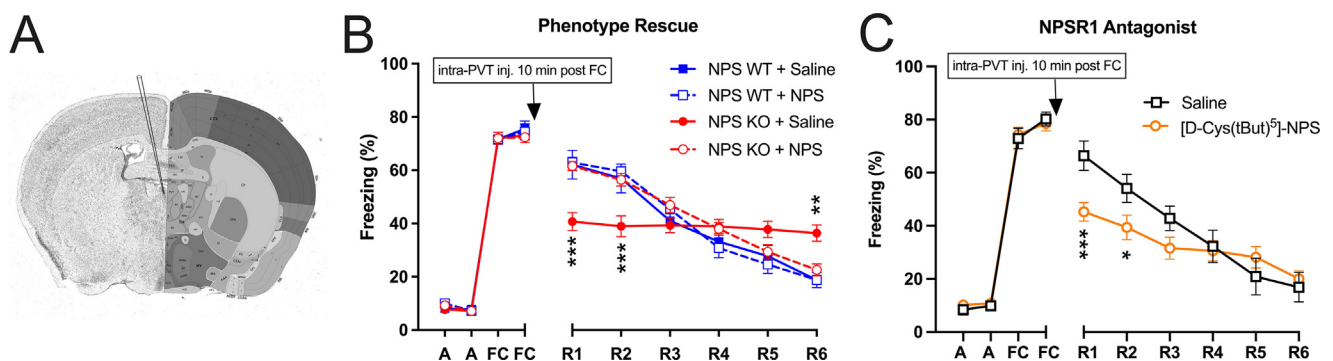 A
B
Phenotype Rescue
intra-PVT inj. 10 min post FC
NPS WT + Saline
NPS WT + NPS
NPS KO + Saline
NPS KO + NPS
Freezing (%)
100
80
60
40
20
0
***
***
**
A A FC FC R1 R2 R3 R4 R5 R6
C
NPSR1 Antagonist
intra-PVT inj. 10 min post FC
Saline
[D-Cys(tBut)⁵]-NPS
Freezing (%)
100
80
60
40
20
0
***
*
A A FC FC R1 R2 R3 R4 R5 R6